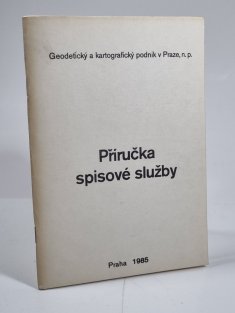 Geodetický a kartografický podnik v Praze, n. p.
Příručka
spisové služby
Praha 1985